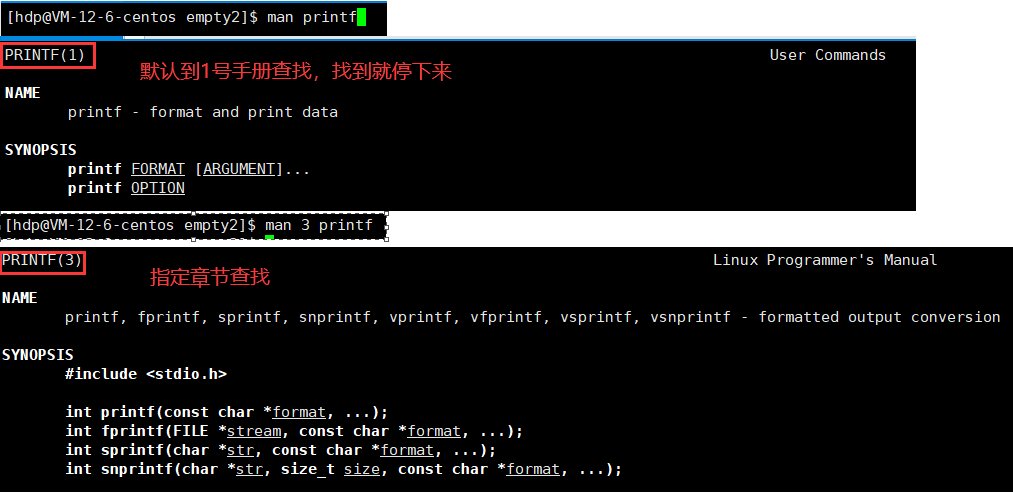 [hdp@VM-12-6-centos empty2]$ man printf
PRINTF(1) User Commands
默认到1号手册查找，找到就停下来
NAME
printf - format and print data
SYNOPSIS
printf FORMAT [ARGUMENT]...
printf OPTION
[hdp@VM-12-6-centos empty2]$ man 3 printf
PRINTF(3) Linux Programmer's Manual
指定章节查找
NAME
printf, fprintf, sprintf, snprintf, vprintf, vfprintf, vsprintf, vsnprintf - formatted output conversion
SYNOPSIS
#include <stdio.h>
int printf(const char *format, ...);
int fprintf(FILE *stream, const char *format, ...);
int sprintf(char *str, const char *format, ...);
int snprintf(char *str, size_t size, const char *format, ...);